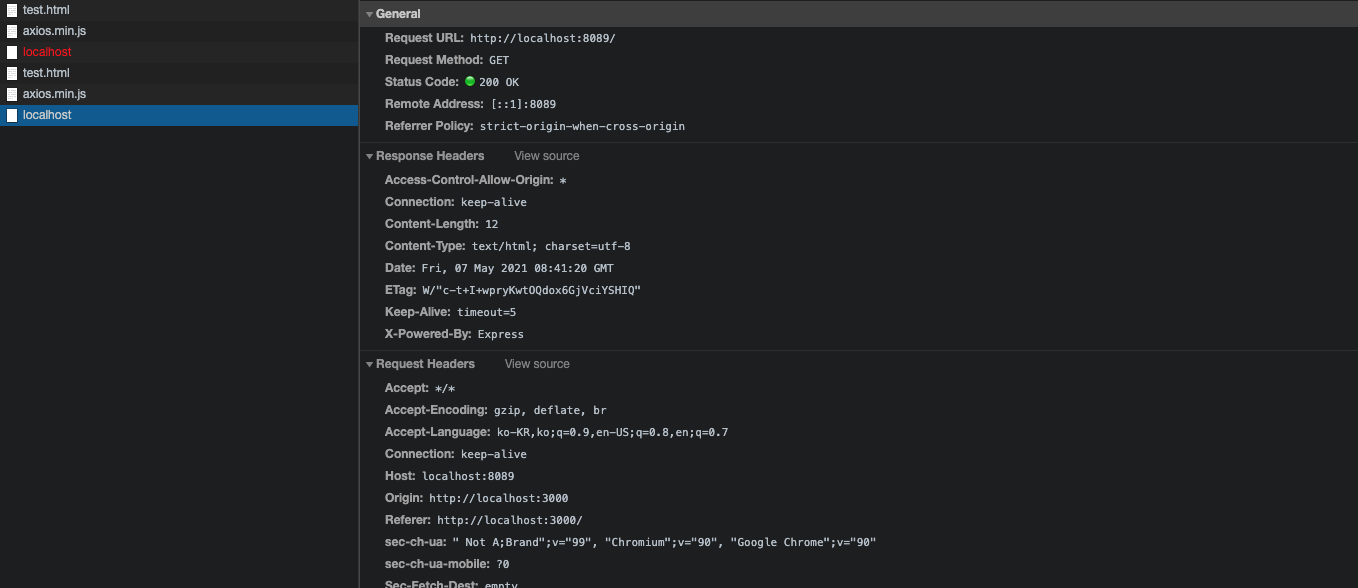 test.html
axios.min.js
localhost
test.html
axios.min.js
localhost
General
Request URL: http://localhost:8089/
Request Method: GET
Status Code: 200 OK
Remote Address: [::1]:8089
Referrer Policy: strict-origin-when-cross-origin
Response Headers View source
Access-Control-Allow-Origin: *
Connection: keep-alive
Content-Length: 12
Content-Type: text/html; charset=utf-8
Date: Fri, 07 May 2021 08:41:20 GMT
ETag: W/"c-t+I+wpryKwtOQdox6GjVciYSHIQ"
Keep-Alive: timeout=5
X-Powered-By: Express
Request Headers View source
Accept: */*
Accept-Encoding: gzip, deflate, br
Accept-Language: ko-KR,ko;q=0.9,en-US;q=0.8,en;q=0.7
Connection: keep-alive
Host: localhost:8089
Origin: http://localhost:3000
Referer: http://localhost:3000/
sec-ch-ua: " Not A;Brand";v="99", "Chromium";v="90", "Google Chrome";v="90"
sec-ch-ua-mobile: ?0
Sec-Fetch-Dest: empty